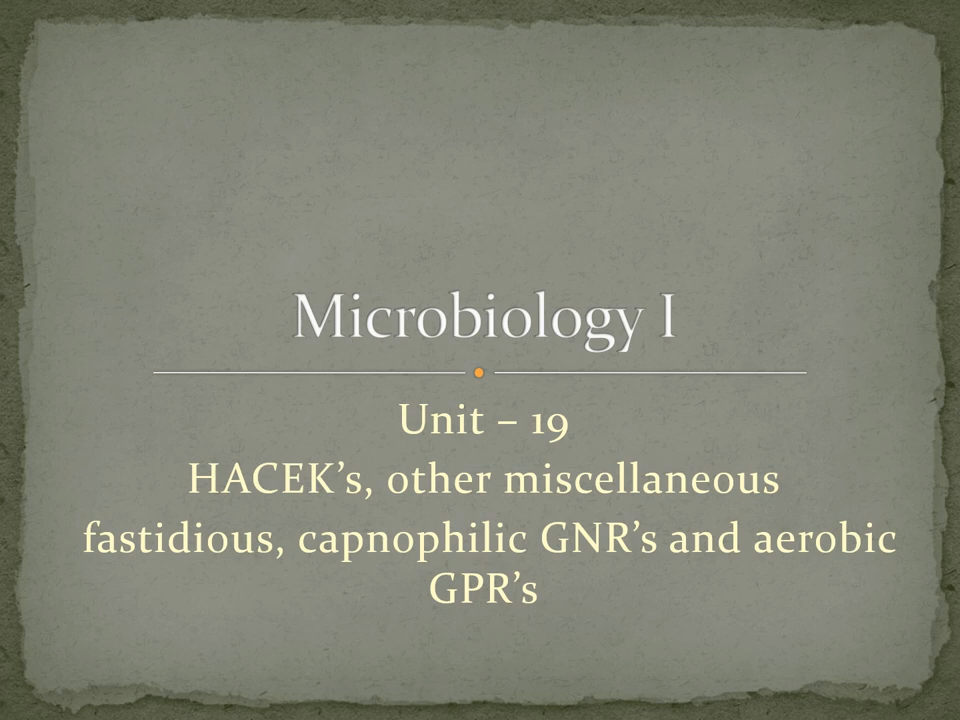 Microbiology I
Unit – 19
HACEK’s, other miscellaneous
fastidious, capnophilic GNR’s and aerobic
GPR’s